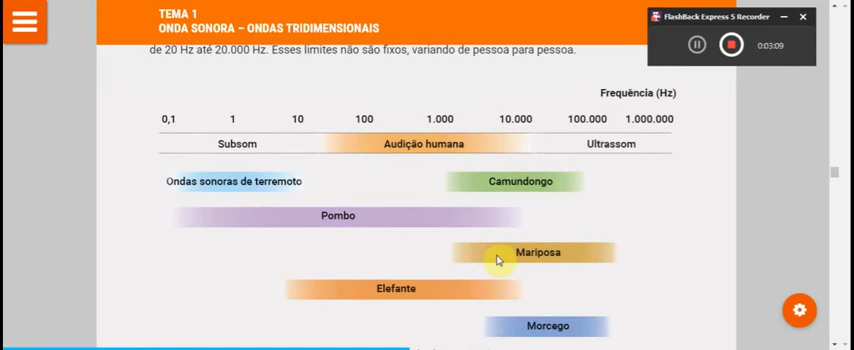 TEMA 1
ONDA SONORA – ONDAS TRIDIMENSIONAIS
FlashBack Express 5 Recorder
0:03:09
de 20 Hz até 20.000 Hz. Esses limites não são fixos, variando de pessoa para pessoa.
Frequência (Hz)
0,1 1 10 100 1.000 10.000 100.000 1.000.000
Subsom Audição humana Ultrassom
Ondas sonoras de terremoto Camundongo
Pombo
Mariposa
Elefante
Morcego